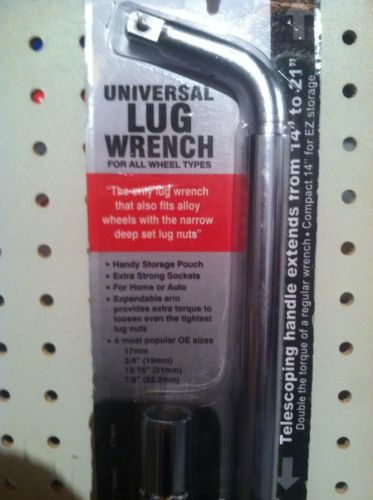 UNIVERSAL
LUG
WRENCH
FOR ALL WHEEL TYPES
"The only lug wrench
that also fits alloy
wheels with the narrow
deep set lug nuts"
• Handy Storage Pouch
• Extra Strong Sockets
• For Home or Auto
• Expendable arm
provides extra torque to
loosen even the tightest
lug nuts
• 4 most popular OE sizes
17mm
3/4" (19mm)
13/16" (21mm)
7/8" (22.2mm)
Telescoping handle extends from 14" to 21"
Double the torque of a regular wrench • Compact 14" for EZ storage